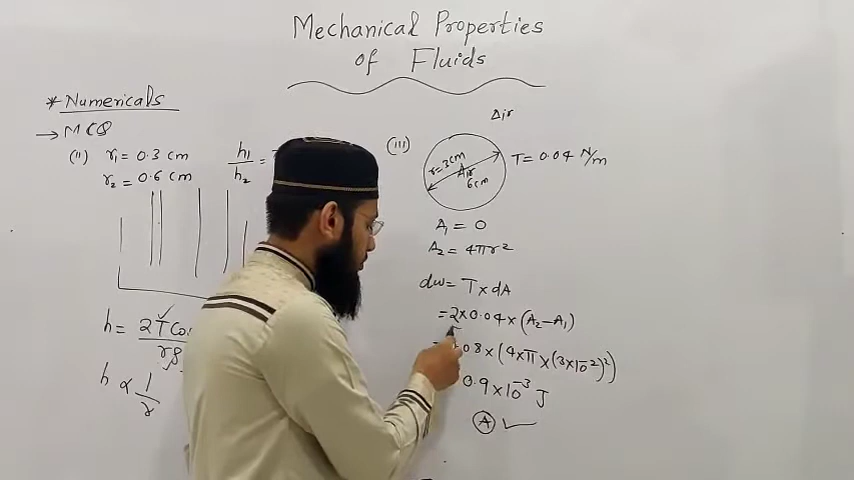 Mechanical Properties
of Fluids
* Numericals
→ MCQ
(ii) r₁ = 0.3 cm
r₂ = 0.6 cm
h₁/h₂ =
h = 2T Cos
r
h ∝ 1/r
(iii)
Air
r=3cm
Air
6cm
T = 0.04 N/m
A₁ = 0
A₂ = 4πr²
dw = T × dA
= 2×0.04 × (A₂-A₁)
08 × (4×π×(3×10⁻²)²)
0.9×10⁻³ J
(A) ✓